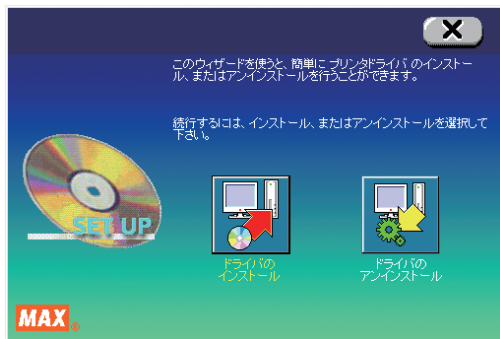 このウィザードを使うと、簡単に プリンタドライバ のインストー
ル、またはアンインストールを行うことができます。
続行するには、インストール、またはアンインストールを選択して
下さい。
SET UP
ドライバの
インストール
ドライバの
アンインストール
MAX®